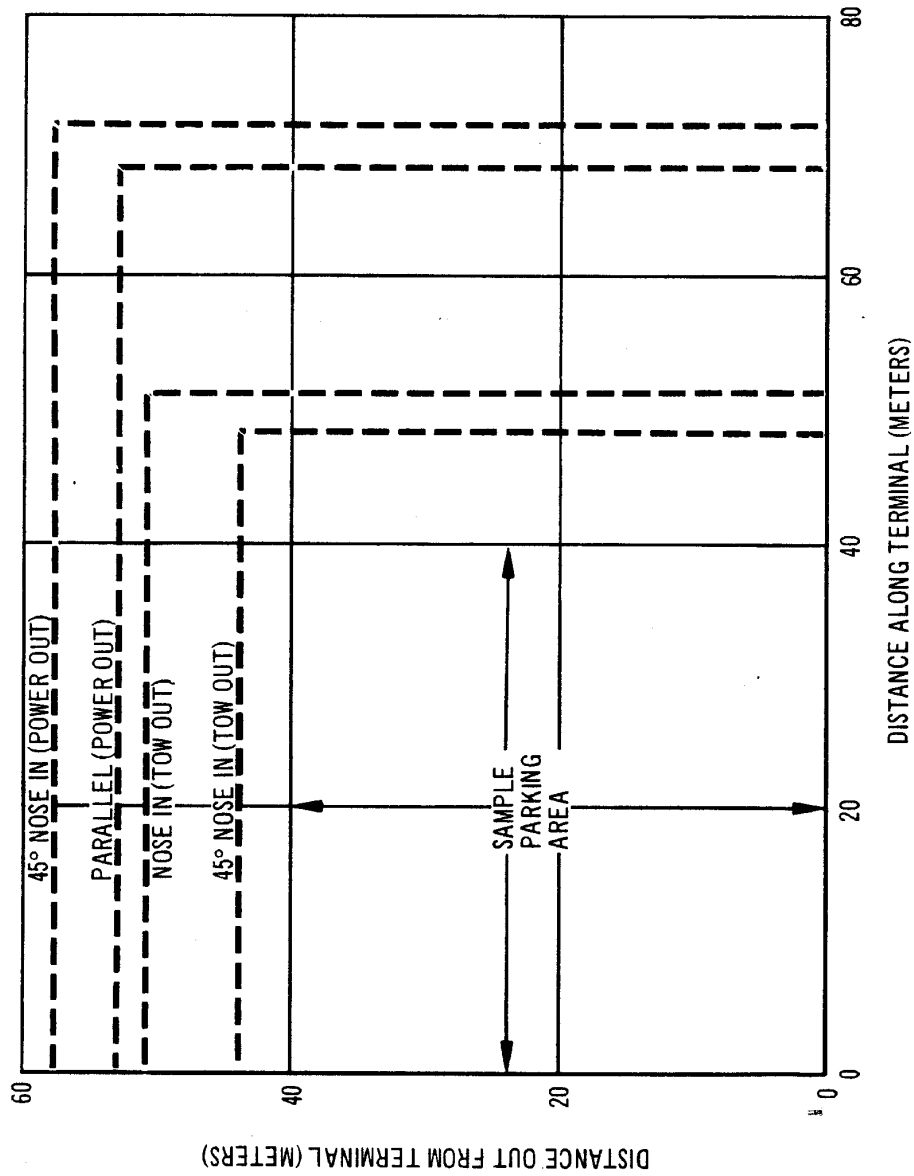 60
40
20
0
DISTANCE OUT FROM TERMINAL (METERS)
45° NOSE IN (POWER OUT)
PARALLEL (POWER OUT)
NOSE IN (TOW OUT)
45° NOSE IN (TOW OUT)
SAMPLE
PARKING
AREA
0
20
40
60
80
DISTANCE ALONG TERMINAL (METERS)